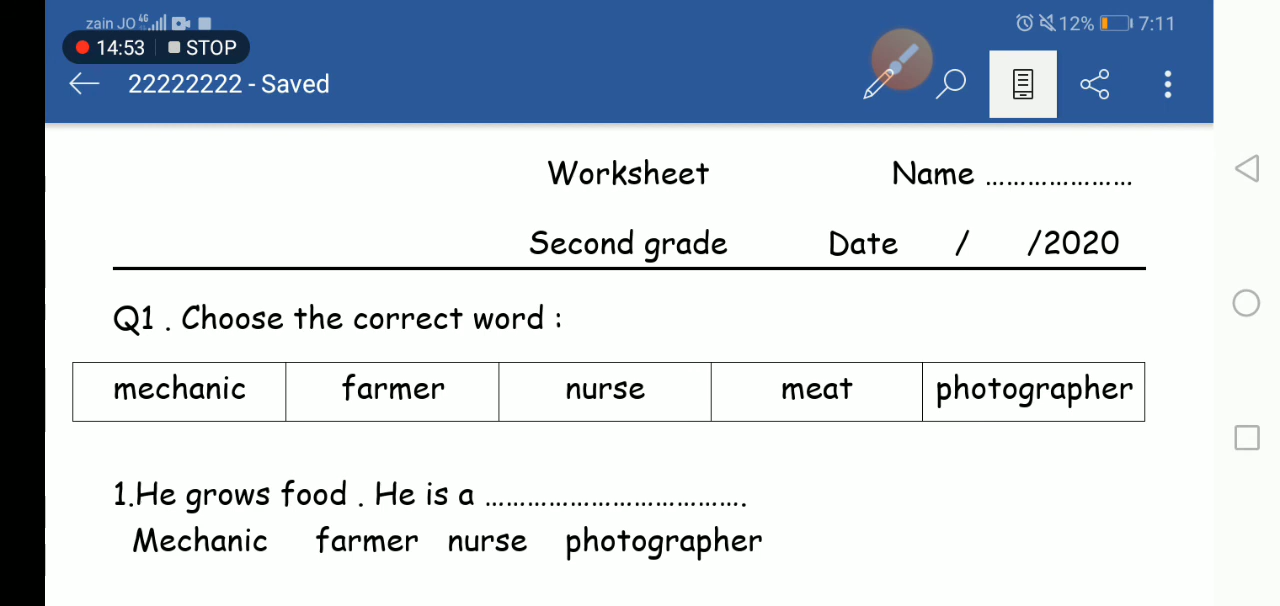 zain JO 4G 12% 7:11
14:53 STOP
22222222 - Saved
Worksheet Name ......................
Second grade Date / /2020
Q1 . Choose the correct word :
mechanic farmer nurse meat photographer
1.He grows food . He is a ......................................
Mechanic farmer nurse photographer